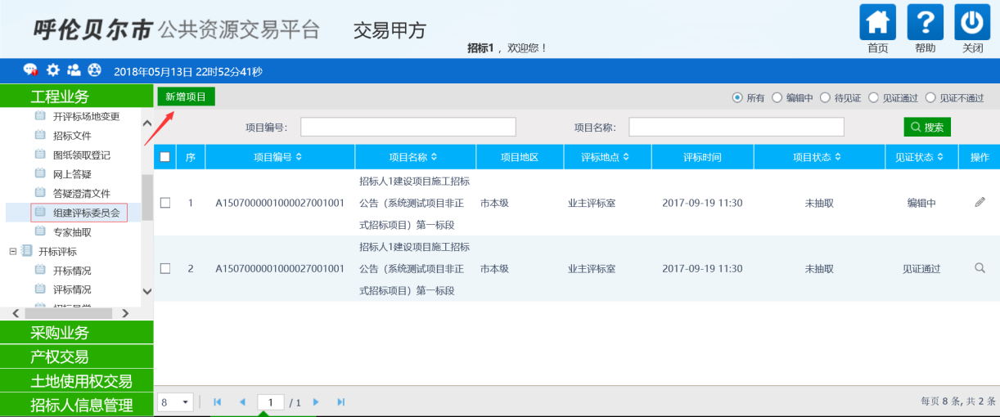 呼伦贝尔市公共资源交易平台 交易甲方
招标1，欢迎您！
首页 帮助 关闭
2018年05月13日 22时52分41秒
工程业务
开评标场地变更
招标文件
图纸领取登记
网上答疑
答疑澄清文件
组建评标委员会
专家抽取
开标评标
开标情况
评标情况
采购业务
产权交易
土地使用权交易
招标人信息管理
新增项目
所有 编辑中 待见证 见证通过 见证不通过
项目编号： 项目名称： 搜索
序 项目编号 项目名称 项目地区 评标地点 评标时间 项目状态 见证状态 操作
招标人1建设项目施工招标
1 A1507000001000027001001 公告（系统测试项目非正 市本级 业主评标室 2017-09-19 11:30 未抽取 编辑中
式招标项目）第一标段
招标人1建设项目施工招标
2 A1507000001000027001001 公告（系统测试项目非正 市本级 业主评标室 2017-09-19 11:30 未抽取 见证通过
式招标项目）第一标段
8 1 / 1 每页 8 条, 共 2 条